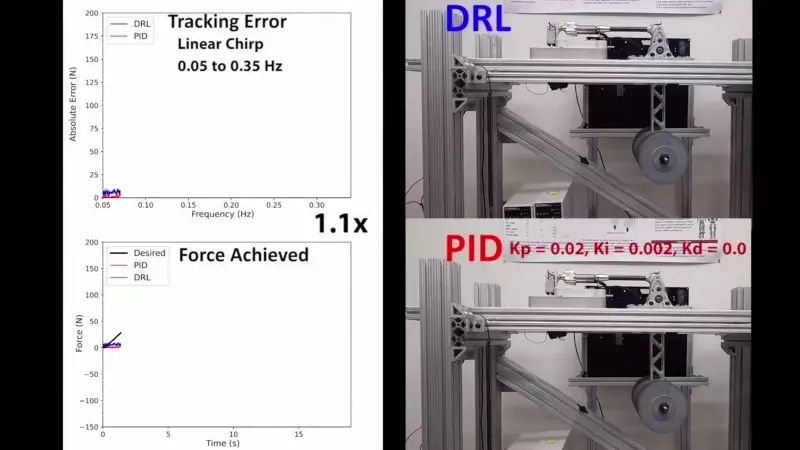 Tracking Error
DRL
PID
Linear Chirp
0.05 to 0.35 Hz
Absolute Error (N)
200
175
150
125
100
75
50
25
0
0.05 0.10 0.15 0.20 0.25 0.30
Frequency (Hz)
1.1x
Force Achieved
Desired
PID
DRL
Force (N)
200
150
100
50
0
−50
−100
−150
0 5 10 15
Time (s)
DRL
PID Kp = 0.02, Ki = 0.002, Kd = 0.0